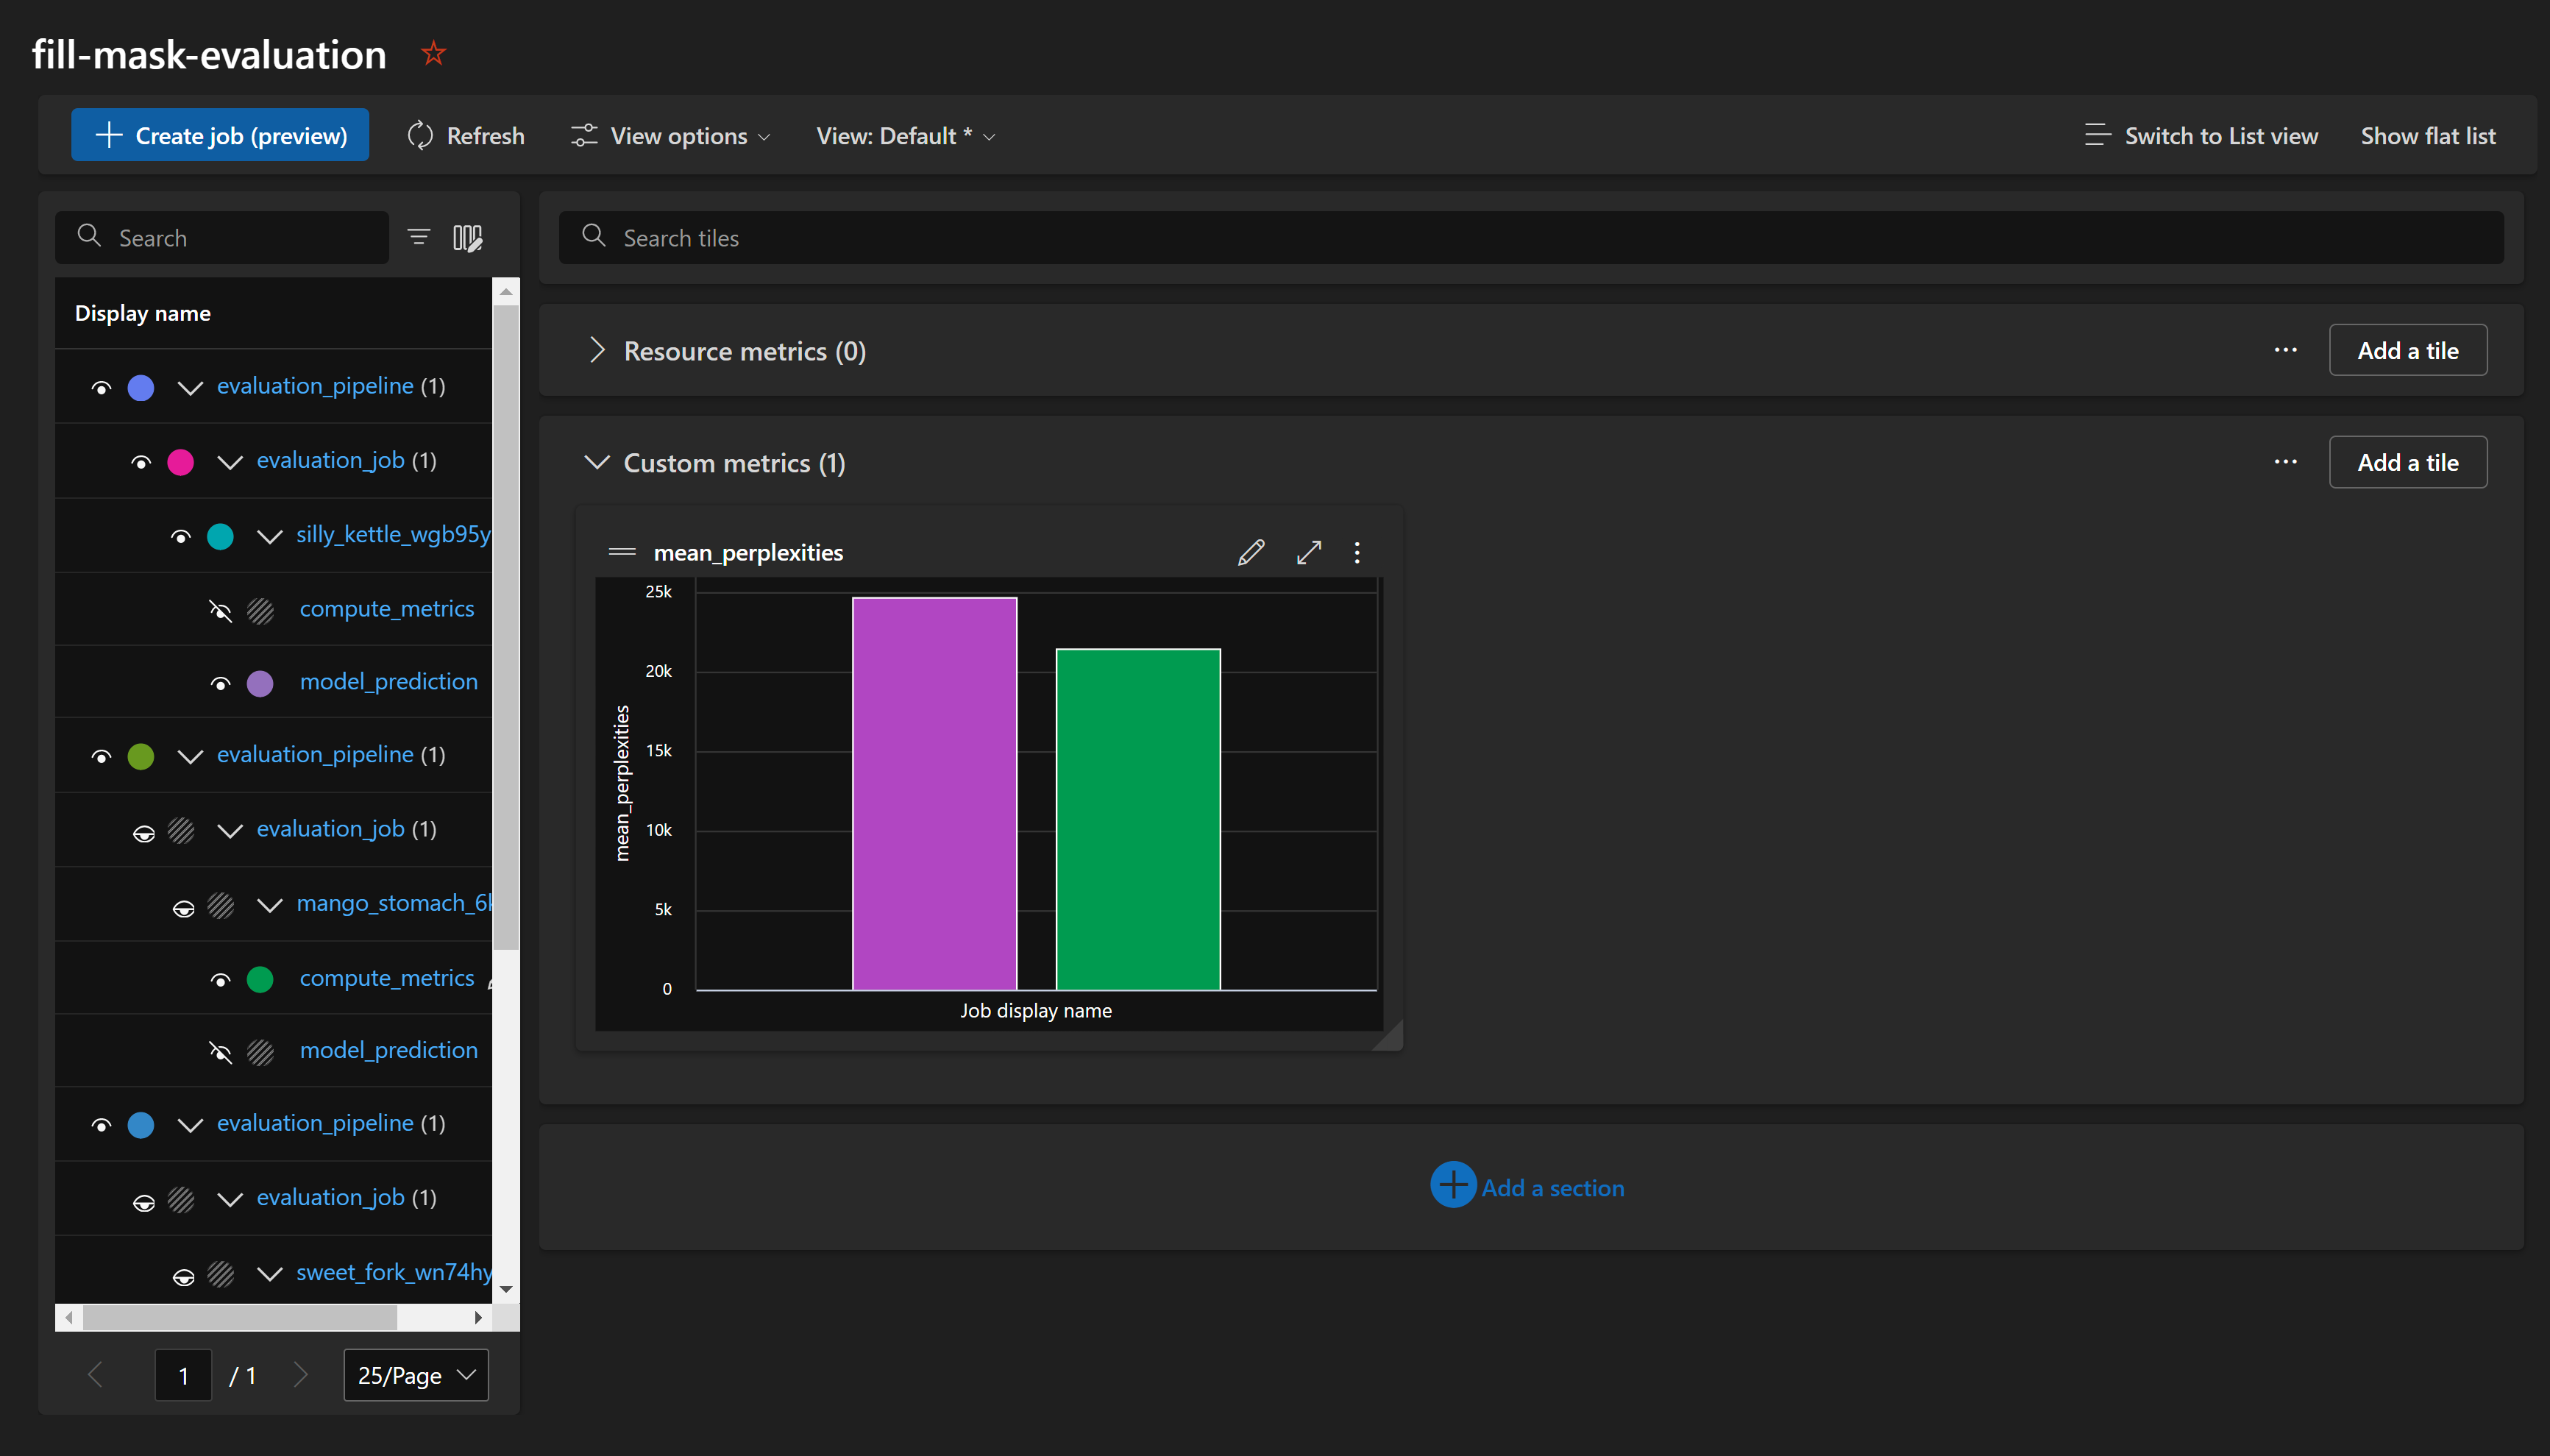 fill-mask-evaluation
Create job (preview)
Refresh
View options
View: Default *
Switch to List view
Show flat list
Search
Display name
evaluation_pipeline (1)
evaluation_job (1)
silly_kettle_wgb95y
compute_metrics
model_prediction
evaluation_pipeline (1)
evaluation_job (1)
mango_stomach_6
compute_metrics
model_prediction
evaluation_pipeline (1)
evaluation_job (1)
sweet_fork_wn74hy
1 / 1
25/Page
Search tiles
Resource metrics (0)
Add a tile
Custom metrics (1)
Add a tile
mean_perplexities
25k
20k
15k
10k
5k
0
mean_perplexities
Job display name
Add a section